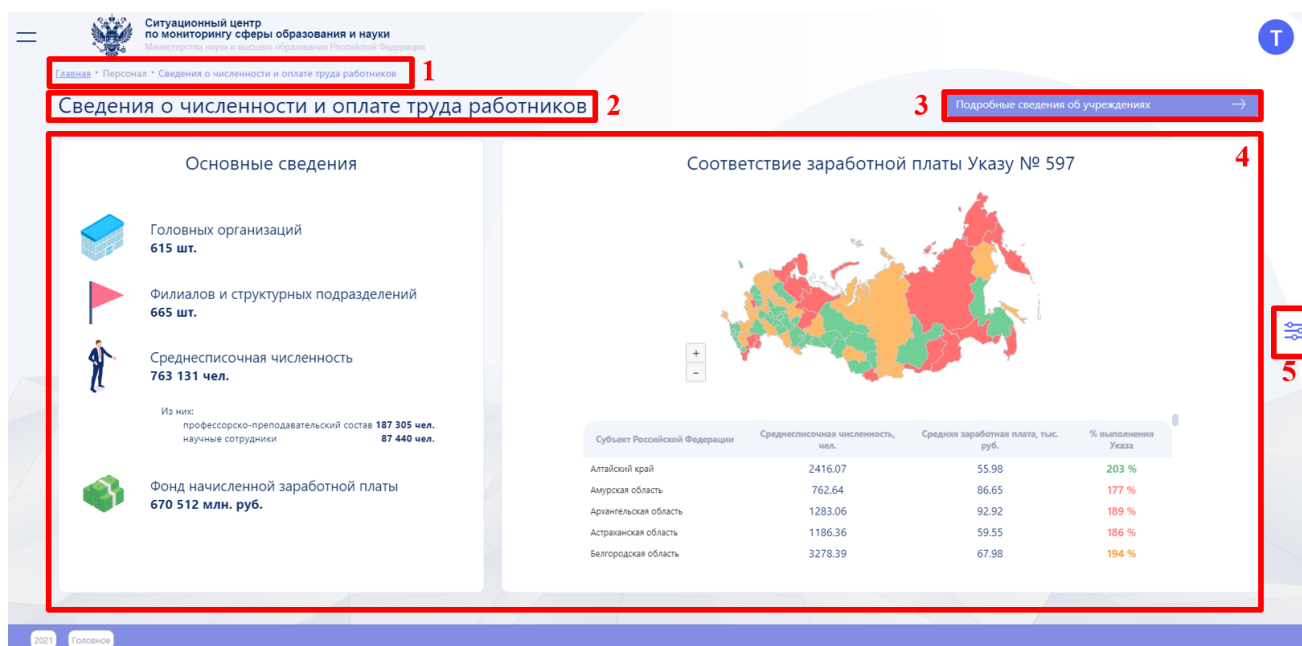 Ситуационный центр
по мониторингу сферы образования и науки
Министерства науки и высшего образования Российской Федерации
Т
Главная • Персонал • Сведения о численности и оплате труда работников
1
Сведения о численности и оплате труда работников
2
3
Подробные сведения об учреждениях →
4
Основные сведения
Головных организаций
615 шт.
Филиалов и структурных подразделений
665 шт.
Среднесписочная численность
763 131 чел.
Из них:
профессорско-преподавательский состав 187 305 чел.
научные сотрудники 87 440 чел.
Фонд начисленной заработной платы
670 512 млн. руб.
Соответствие заработной платы Указу № 597
+
−
Субъект Российской Федерации
Среднесписочная численность,
чел.
Средняя заработная плата, тыс.
руб.
% выполнения
Указа
Алтайский край 2416.07 55.98 203 %
Амурская область 762.64 86.65 177 %
Архангельская область 1283.06 92.92 189 %
Астраханская область 1186.36 59.55 186 %
Белгородская область 3278.39 67.98 194 %
5
2021 Головное